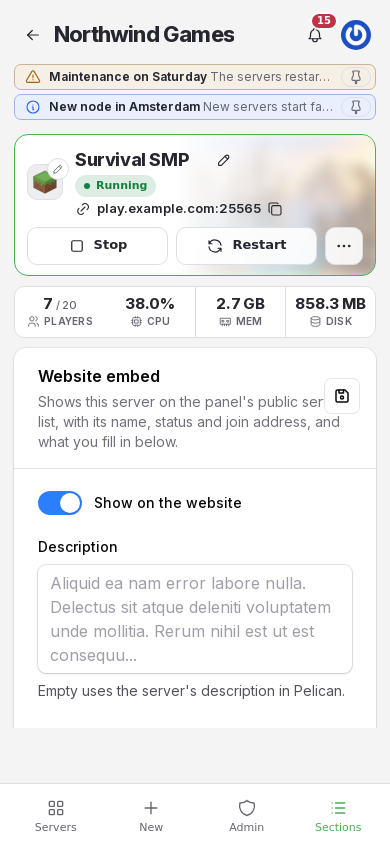 Northwind Games
15
Maintenance on Saturday The servers restar...
New node in Amsterdam New servers start fa...
Survival SMP
Running
play.example.com:25565
Stop
Restart
7 / 20
PLAYERS
38.0%
CPU
2.7 GB
MEM
858.3 MB
DISK
Website embed
Shows this server on the panel's public ser
list, with its name, status and join address, and
what you fill in below.
Show on the website
Description
Aliquid ea nam error labore nulla.
Delectus sit atque deleniti voluptatem
unde mollitia. Rerum nihil est ut est
consequu...
Empty uses the server's description in Pelican.
Servers
New
Admin
Sections